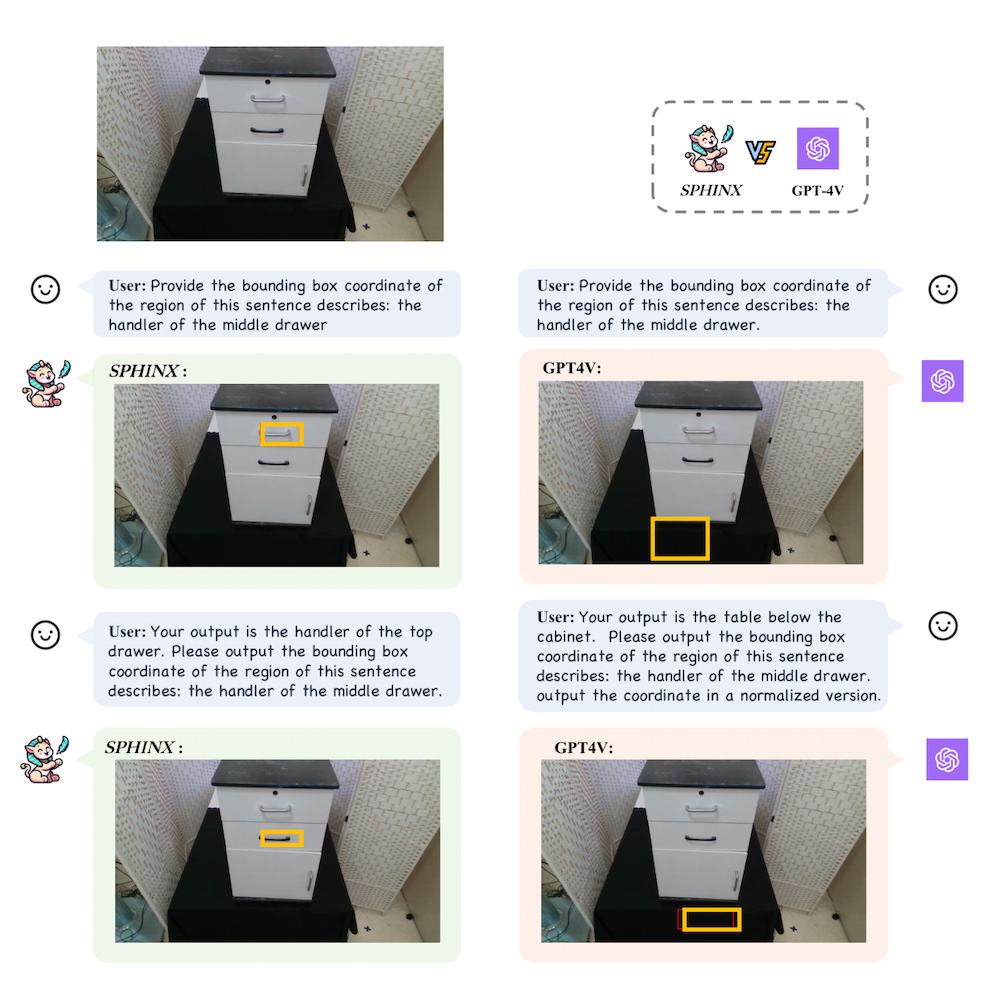 VS
SPHINX
GPT-4V
User: Provide the bounding box coordinate of
the region of this sentence describes: the
handler of the middle drawer
User: Provide the bounding box coordinate of
the region of this sentence describes: the
handler of the middle drawer.
SPHINX :
GPT4V:
User: Your output is the handler of the top
drawer. Please output the bounding box
coordinate of the region of this sentence
describes: the handler of the middle drawer.
User: Your output is the table below the
cabinet. Please output the bounding box
coordinate of the region of this sentence
describes: the handler of the middle drawer.
output the coordinate in a normalized version.
SPHINX :
GPT4V: